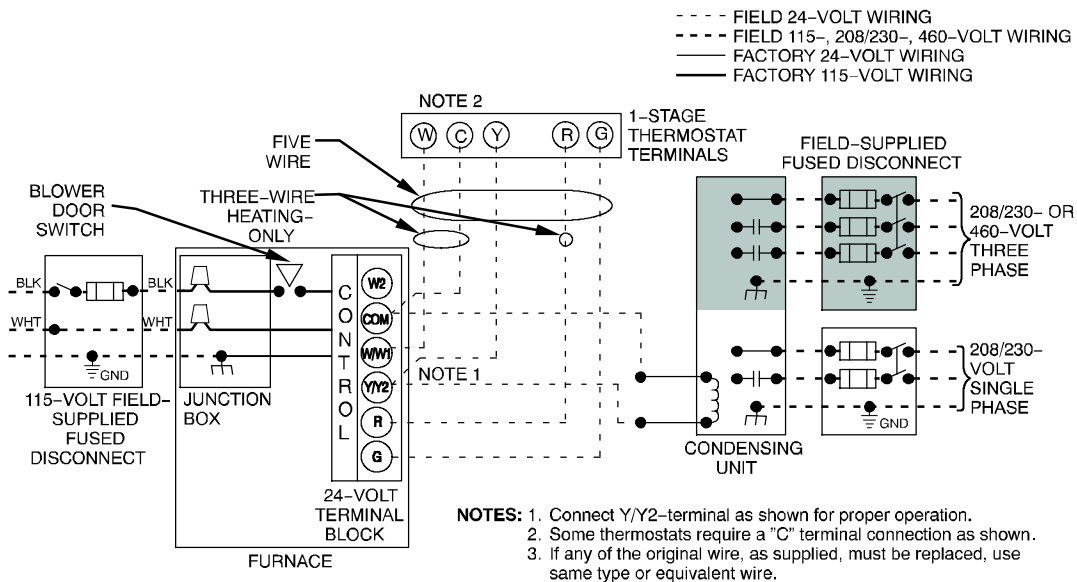 FIELD 24-VOLT WIRING
FIELD 115-, 208/230-, 460-VOLT WIRING
FACTORY 24-VOLT WIRING
FACTORY 115-VOLT WIRING
NOTE 2
W C Y R G
1-STAGE
THERMOSTAT
TERMINALS
FIVE
WIRE
THREE-WIRE
HEATING-
ONLY
BLOWER
DOOR
SWITCH
FIELD-SUPPLIED
FUSED DISCONNECT
208/230- OR
460-VOLT
THREE
PHASE
BLK
BLK
WHT
WHT
GND
CONTROL
W2
COM
W/W1
Y/Y2
R
G
NOTE 1
115-VOLT FIELD-
SUPPLIED
FUSED
DISCONNECT
JUNCTION
BOX
24-VOLT
TERMINAL
BLOCK
FURNACE
208/230-
VOLT
SINGLE
PHASE
GND
CONDENSING
UNIT
NOTES: 1. Connect Y/Y2-terminal as shown for proper operation.
2. Some thermostats require a "C" terminal connection as shown.
3. If any of the original wire, as supplied, must be replaced, use
same type or equivalent wire.